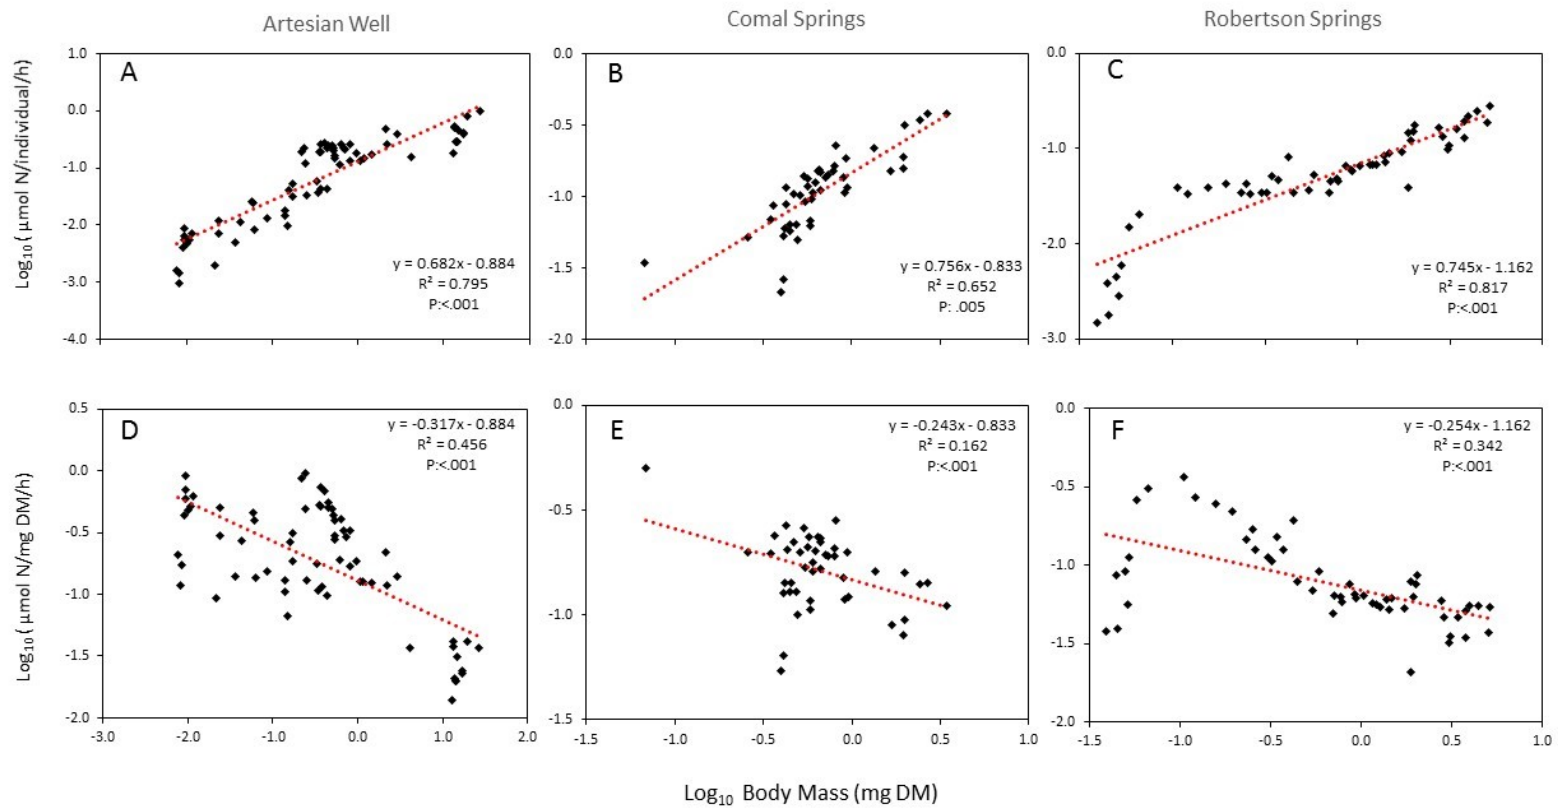 Artesian Well
Comal Springs
Robertson Springs
Log10 ( µmol N/individual/h)
A
1.0
0.0
-1.0
-2.0
-3.0
-4.0
y = 0.682x - 0.884
R² = 0.795
P:<.001
B
0.0
-0.5
-1.0
-1.5
-2.0
y = 0.756x - 0.833
R² = 0.652
P: .005
C
0.0
-1.0
-2.0
-3.0
y = 0.745x - 1.162
R² = 0.817
P:<.001
Log10 ( µmol N/mg DM/h)
D
0.5
0.0
-0.5
-1.0
-1.5
-2.0
y = -0.317x - 0.884
R² = 0.456
P:<.001
-3.0 -2.0 -1.0 0.0 1.0 2.0
E
0.0
-0.5
-1.0
-1.5
y = -0.243x - 0.833
R² = 0.162
P:<.001
-1.5 -1.0 -0.5 0.0 0.5 1.0
F
0.0
-0.5
-1.0
-1.5
-2.0
y = -0.254x - 1.162
R² = 0.342
P:<.001
-1.5 -1.0 -0.5 0.0 0.5 1.0
Log10 Body Mass (mg DM)